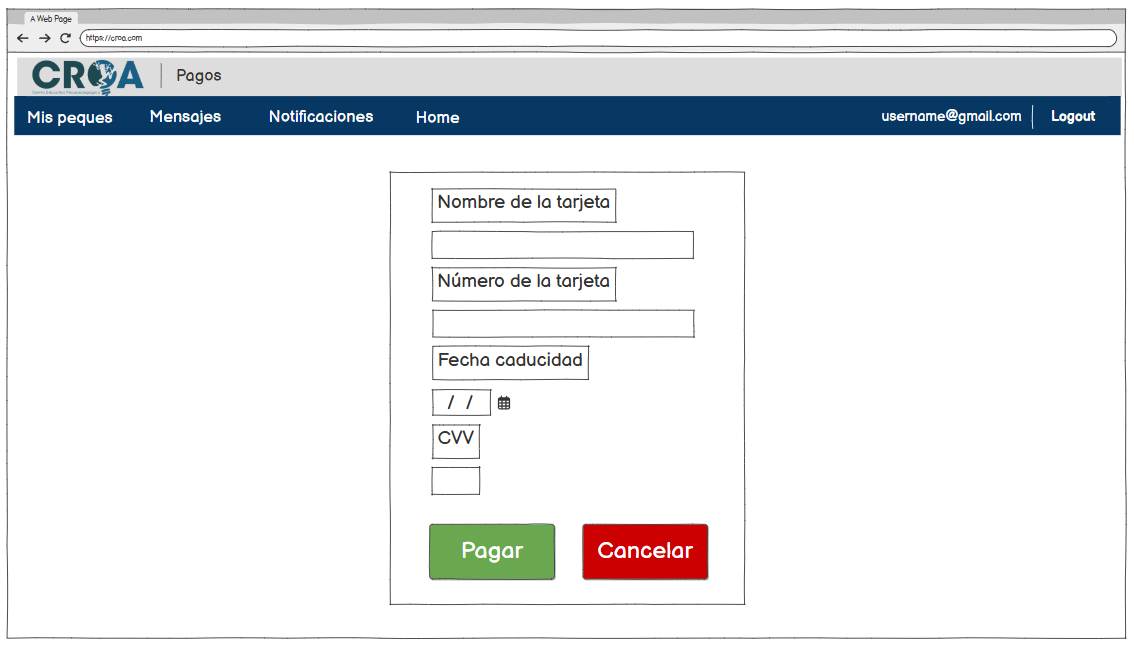 A Web Page
https://croa.com
CROA
Pagos
Mis peques Mensajes Notificaciones Home username@gmail.com Logout
Nombre de la tarjeta
Número de la tarjeta
Fecha caducidad
/ /
CVV
Pagar Cancelar